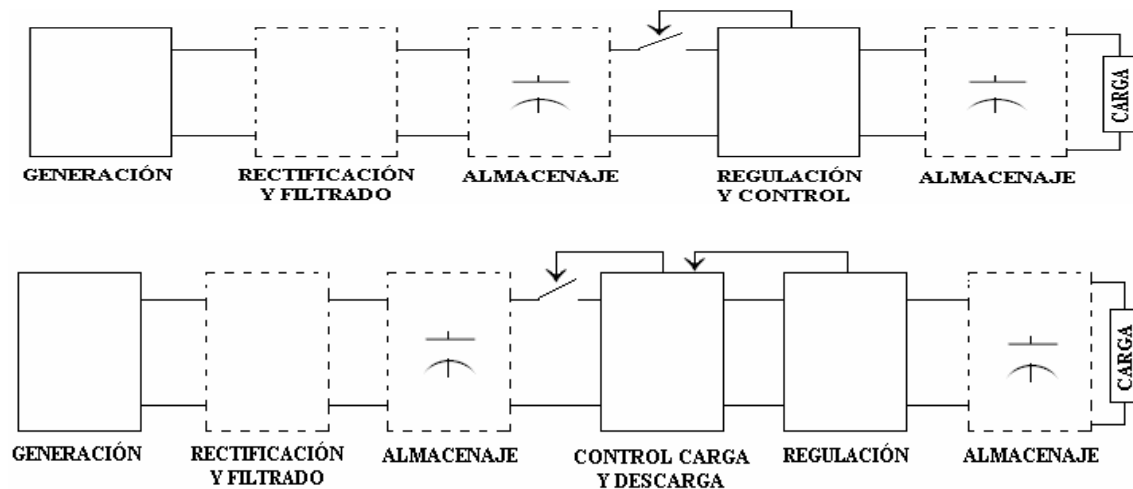 CARGA
GENERACIÓN
RECTIFICACIÓN
Y FILTRADO
ALMACENAJE
REGULACIÓN
Y CONTROL
ALMACENAJE
CARGA
GENERACIÓN
RECTIFICACIÓN
Y FILTRADO
ALMACENAJE
CONTROL CARGA
Y DESCARGA
REGULACIÓN
ALMACENAJE